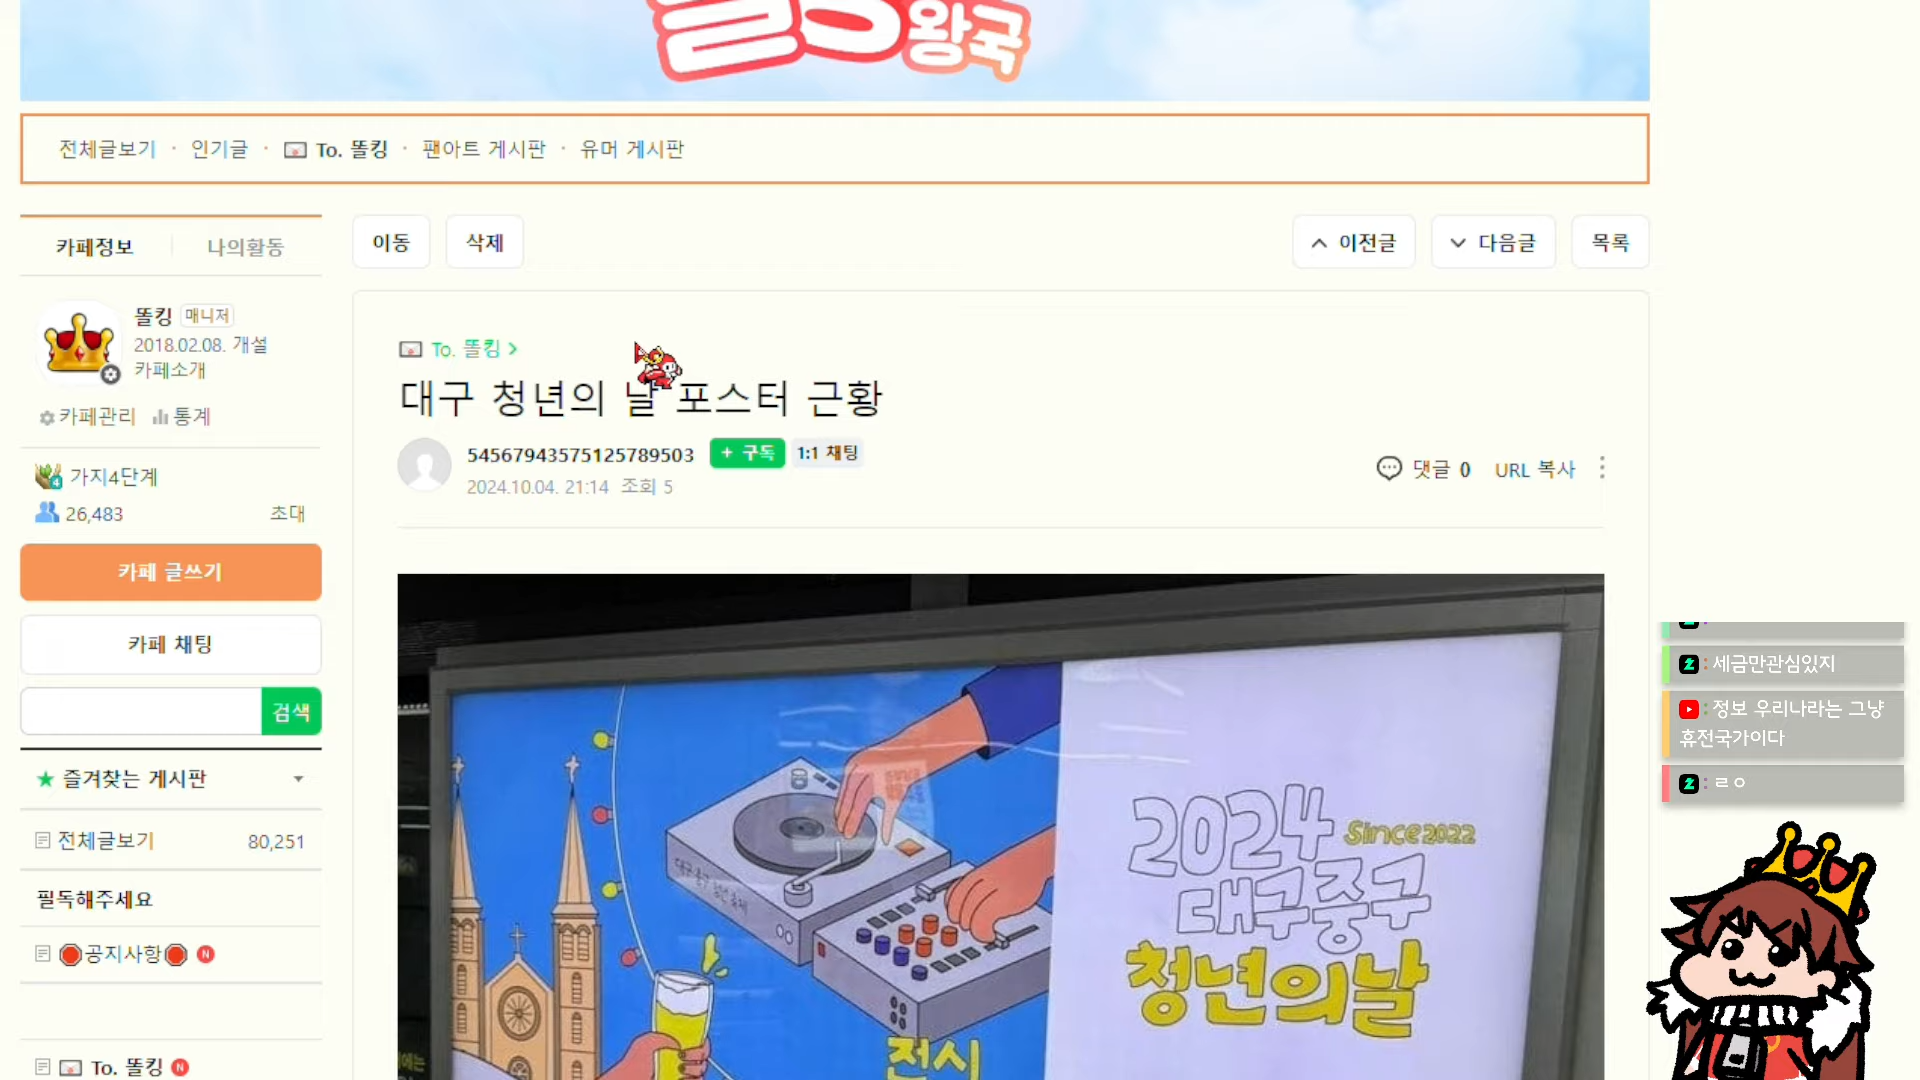 왕국
전체글보기 · 인기글 · To. 똘킹 · 팬아트 게시판 · 유머 게시판
카페정보
나의활동
이동
삭제
이전글
다음글
목록
똘킹 매니저
2018.02.08. 개설
카페소개
카페관리
통계
가지4단계
26,483
초대
카페 글쓰기
카페 채팅
검색
★ 즐겨찾는 게시판
전체글보기
80,251
필독해주세요
공지사항 N
To. 똘킹 N
To. 똘킹 >
대구 청년의 날 포스터 근황
54567943575125789503
+ 구독
1:1 채팅
2024.10.04. 21:14 조회 5
댓글 0
URL 복사
2024 Since2022
대구중구
청년의날
전시
: 세금만관심있지
: 정보 우리나라는 그냥
휴전국가이다
: ㄹㅇ